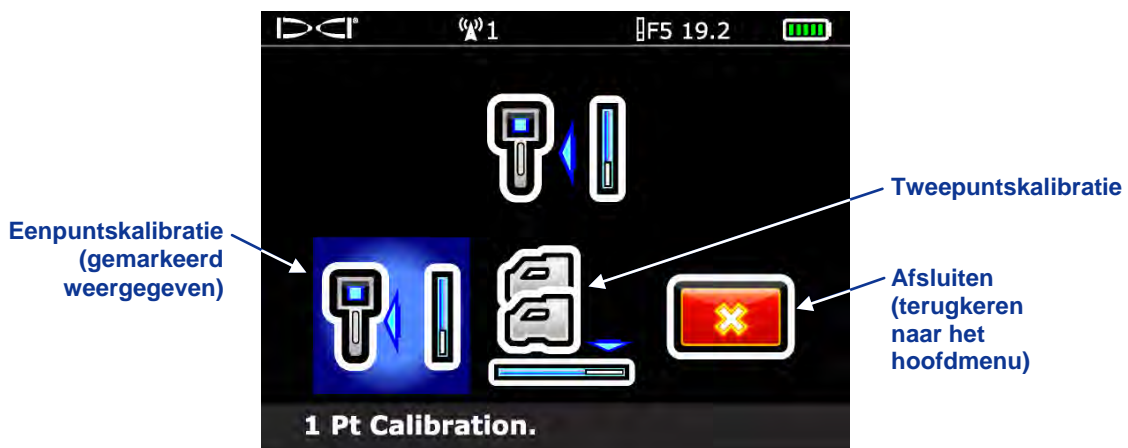 DCI® 1 F5 19.2
Tweepuntskalibratie
Eenpuntskalibratie
(gemarkeerd
weergegeven)
Afsluiten
(terugkeren
naar het
hoofdmenu)
1 Pt Calibration.